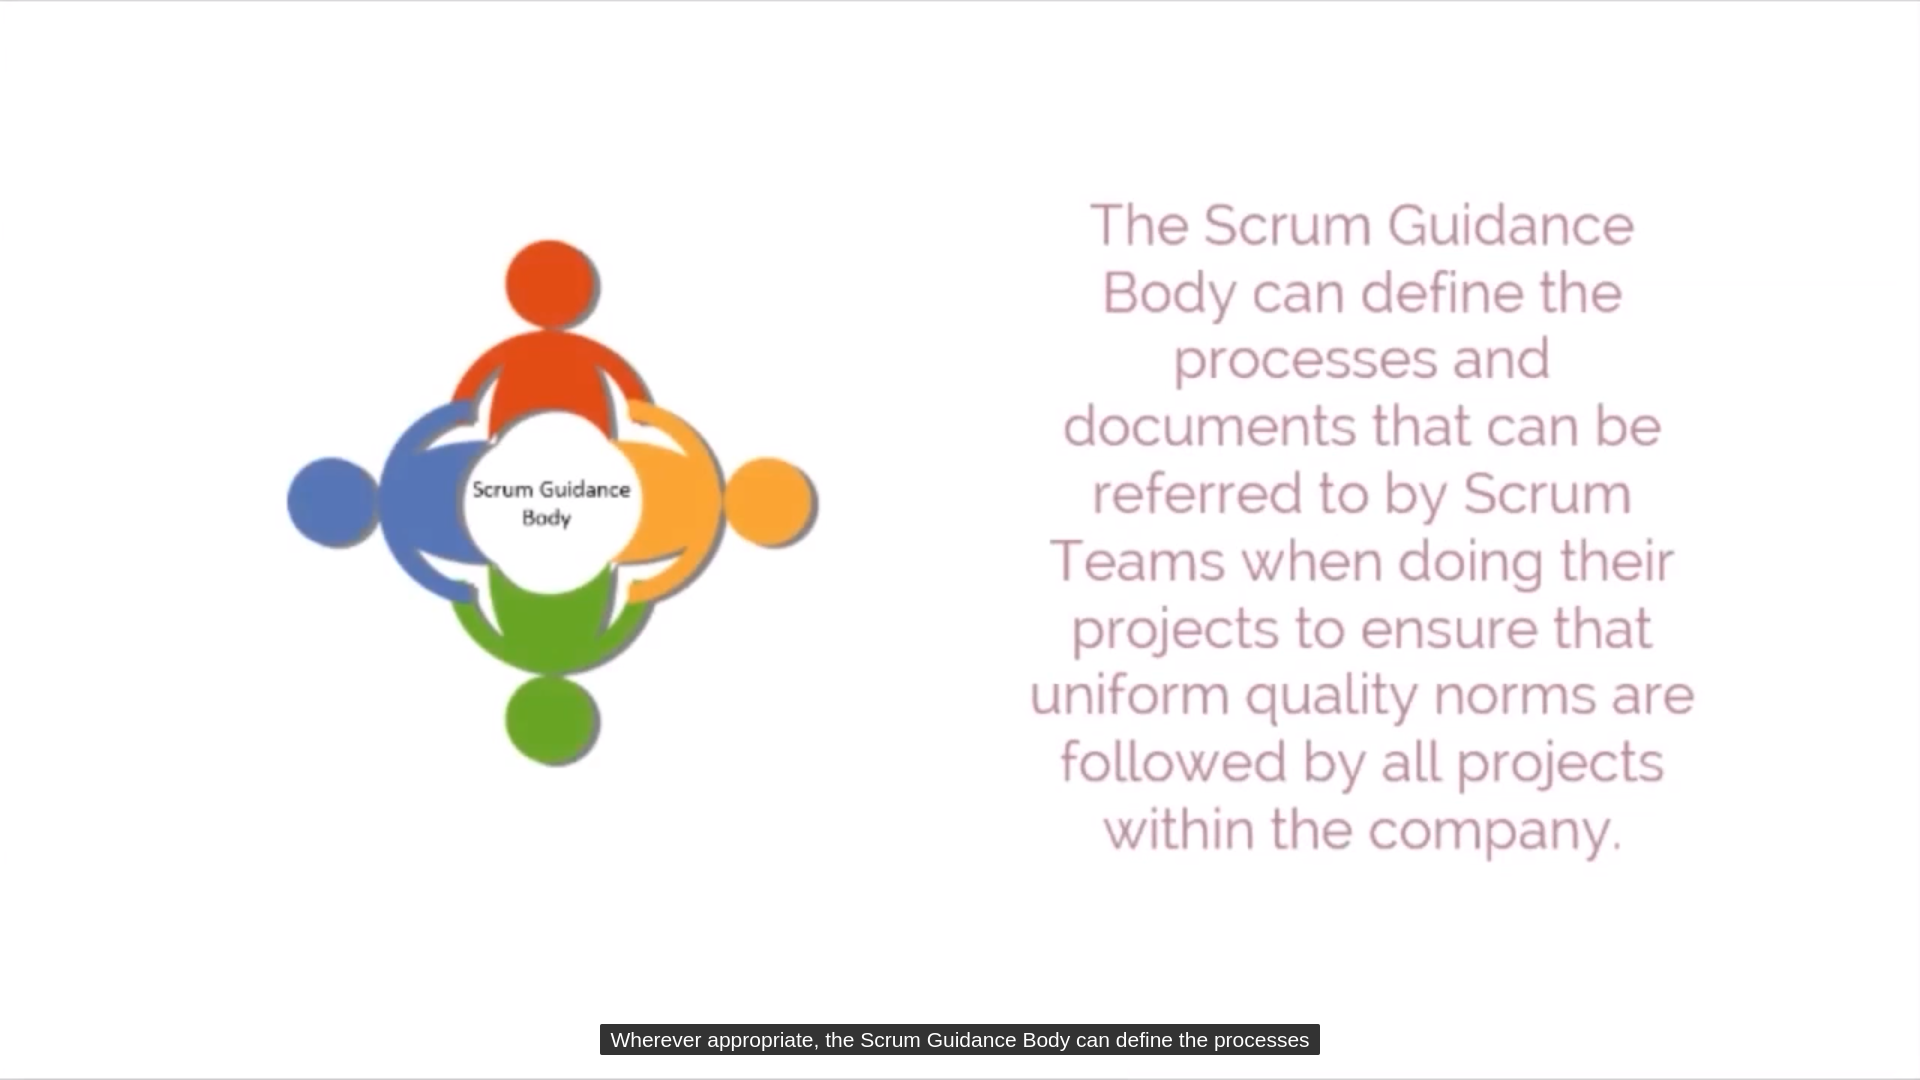 Scrum Guidance
Body
The Scrum Guidance
Body can define the
processes and
documents that can be
referred to by Scrum
Teams when doing their
projects to ensure that
uniform quality norms are
followed by all projects
within the company.
Wherever appropriate, the Scrum Guidance Body can define the processes